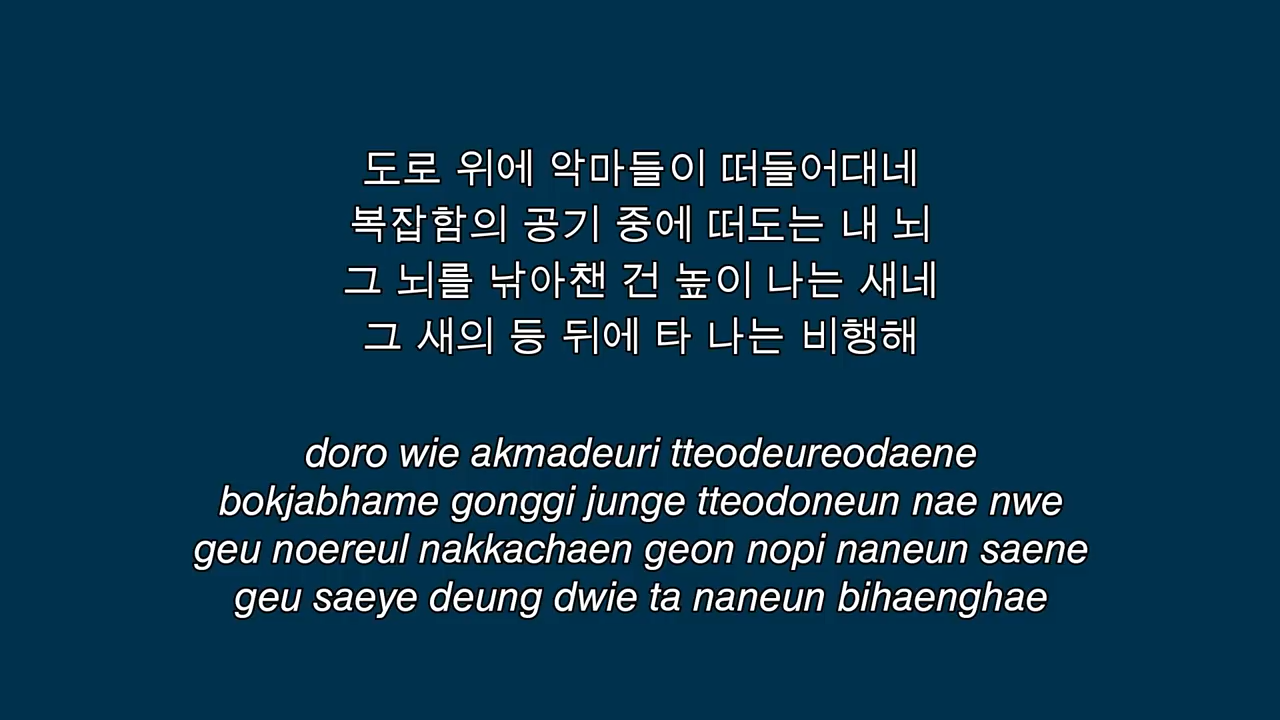 도로 위에 악마들이 떠들어대네
복잡함의 공기 중에 떠도는 내 뇌
그 뇌를 낚아챈 건 높이 나는 새네
그 새의 등 뒤에 타 나는 비행해
doro wie akmadeuri tteodeureodaene
bokjabhame gonggi junge tteodoneun nae nwe
geu noereul nakkachaen geon nopi naneun saene
geu saeye deung dwie ta naneun bihaenghae